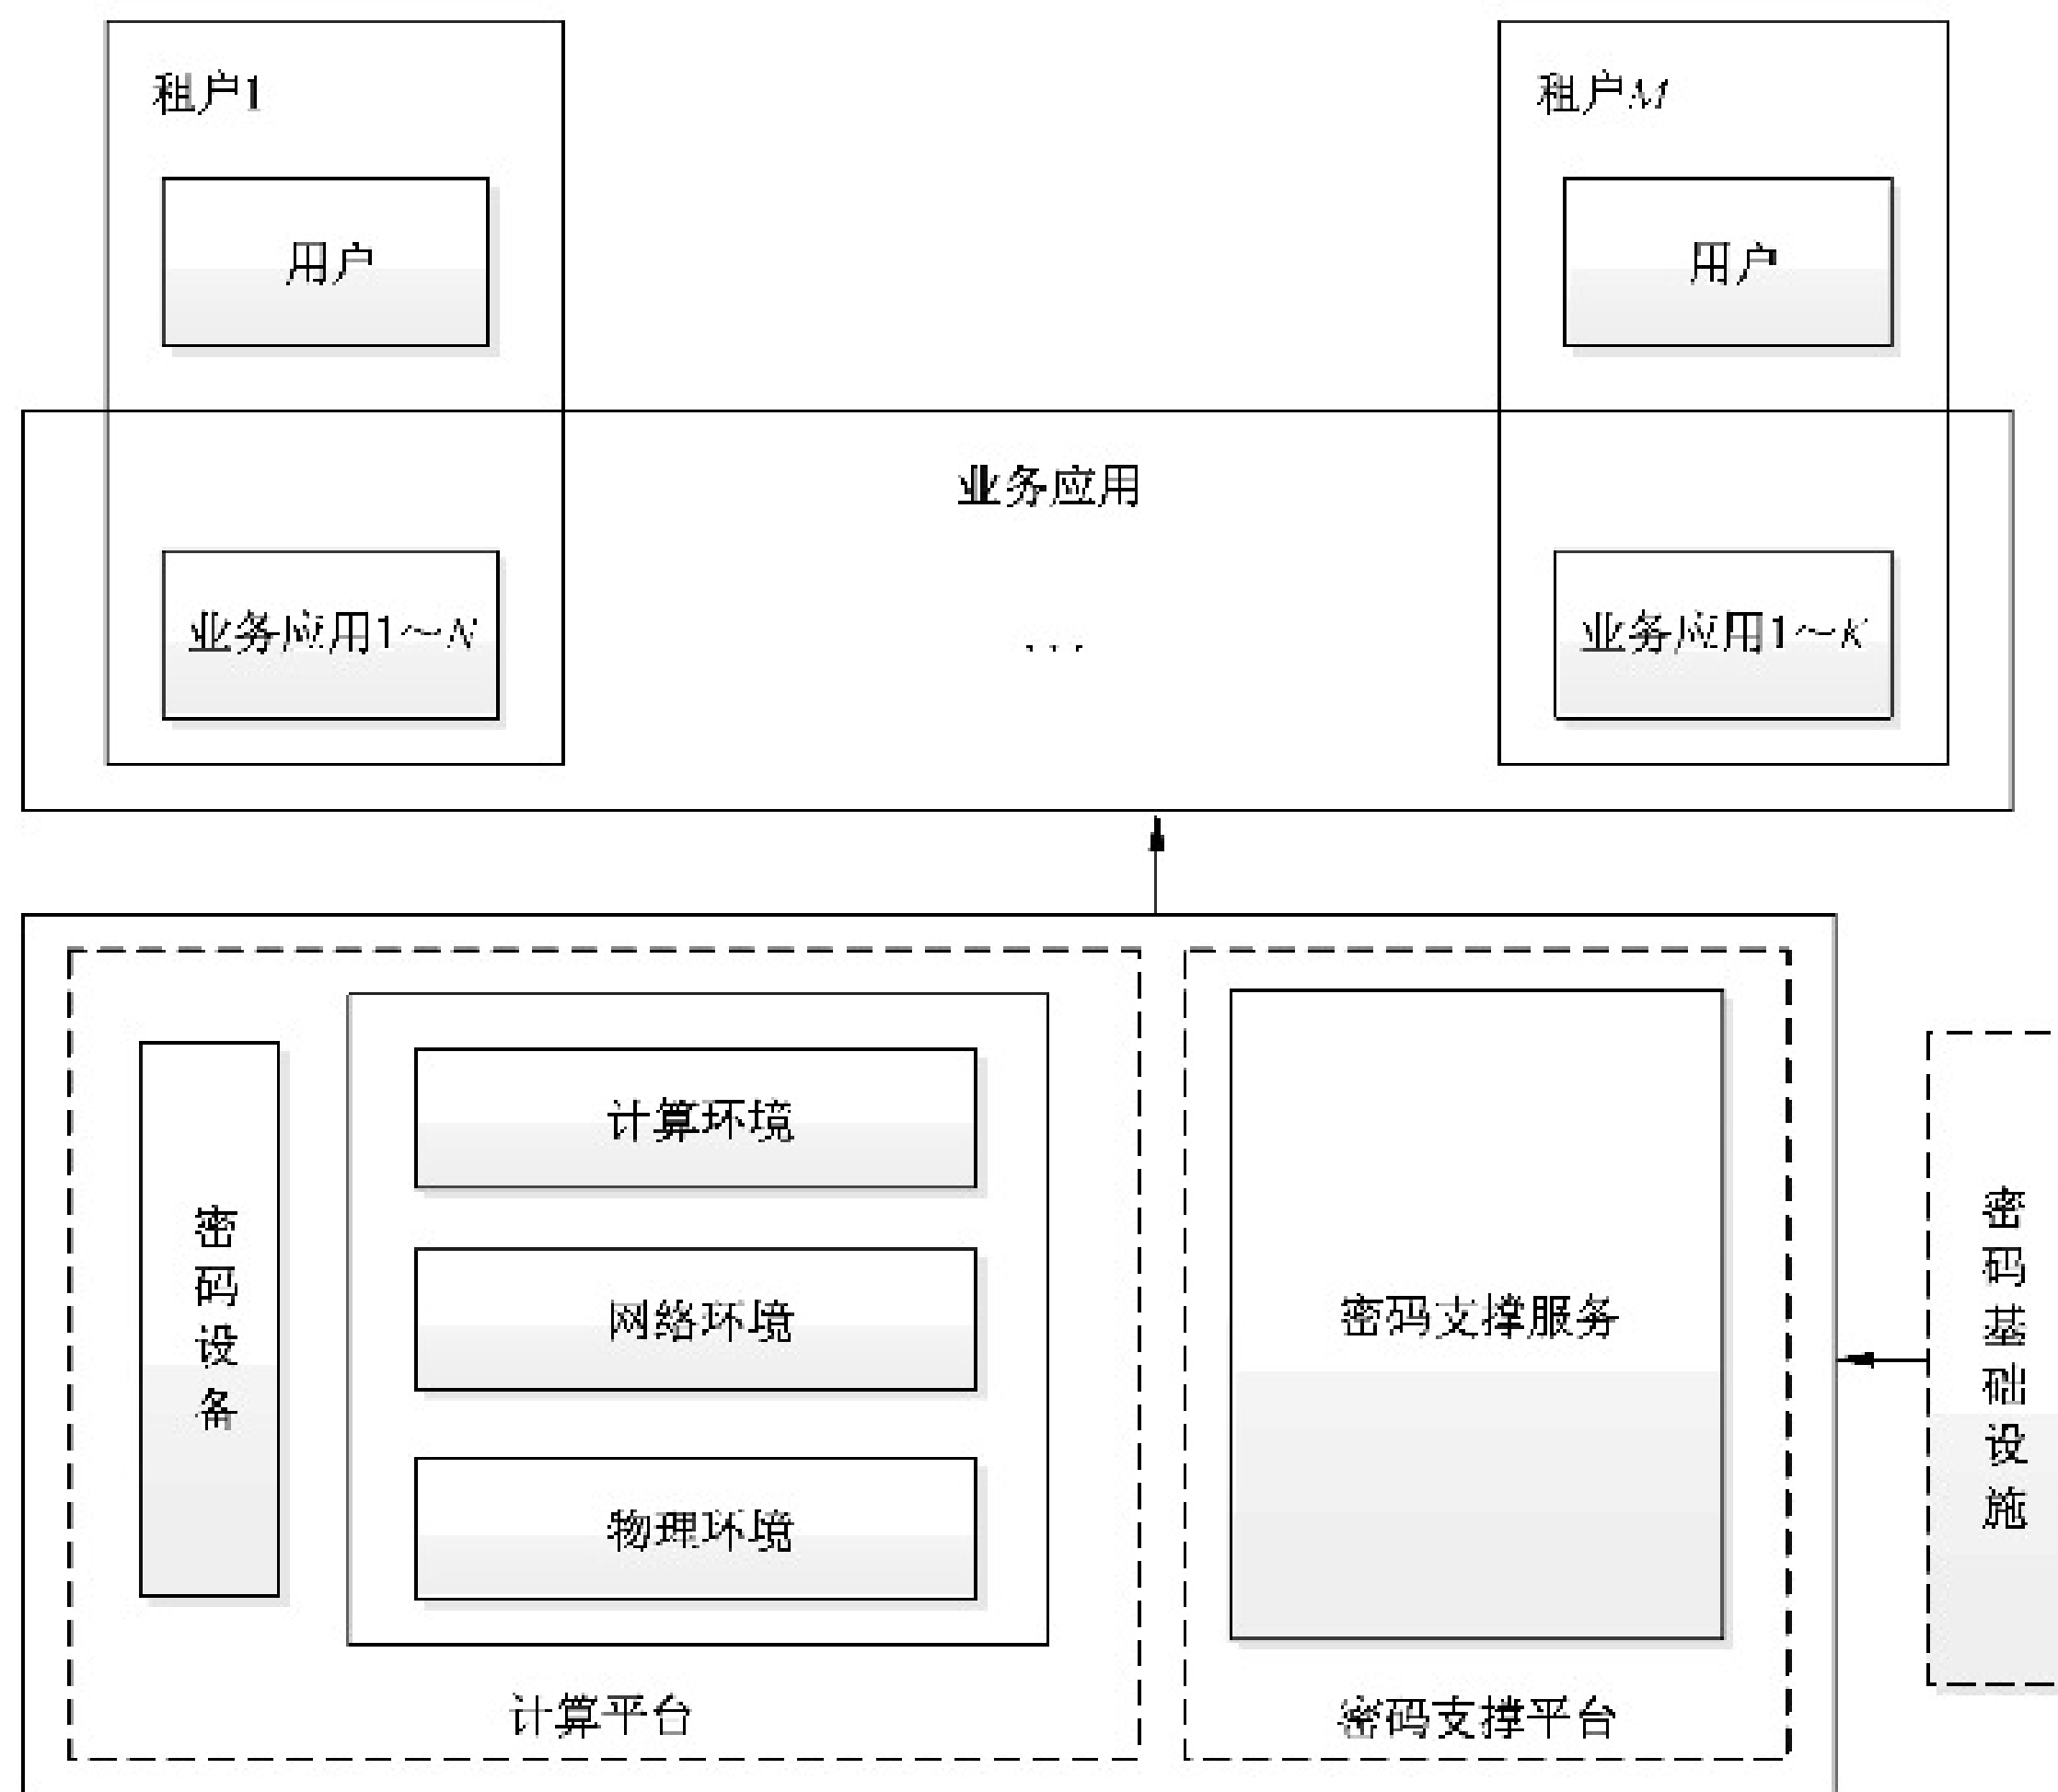 租户1
租户M
用户
用户
业务应用
业务应用1～N
...
业务应用1～K
计算环境
密码设备
网络环境
密码支撑服务
密码基础设施
物理环境
计算平台
密码支撑平台